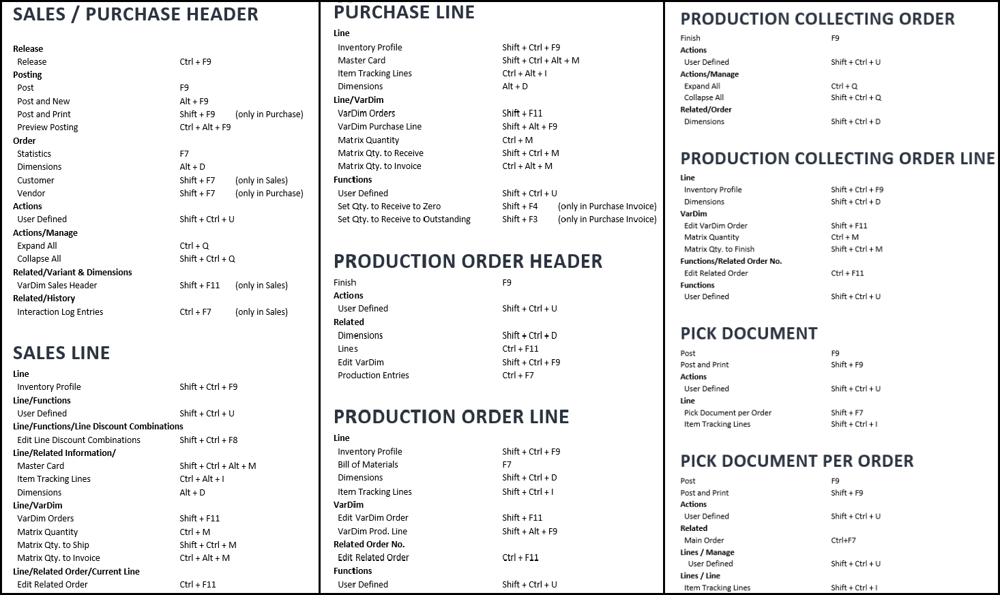 SALES / PURCHASE HEADER
Release
Release Ctrl + F9
Posting
Post F9
Post and New Alt + F9
Post and Print Shift + F9 (only in Purchase)
Preview Posting Ctrl + Alt + F9
Order
Statistics F7
Dimensions Alt + D
Customer Shift + F7 (only in Sales)
Vendor Shift + F7 (only in Purchase)
Actions
User Defined Shift + Ctrl + U
Actions/Manage
Expand All Ctrl + Q
Collapse All Shift + Ctrl + Q
Related/Variant & Dimensions
VarDim Sales Header Shift + F11 (only in Sales)
Related/History
Interaction Log Entries Ctrl + F7 (only in Sales)
SALES LINE
Line
Inventory Profile Shift + Ctrl + F9
Line/Functions
User Defined Shift + Ctrl + U
Line/Functions/Line Discount Combinations
Edit Line Discount Combinations Shift + Ctrl + F8
Line/Related Information/
Master Card Shift + Ctrl + Alt + M
Item Tracking Lines Ctrl + Alt + I
Dimensions Alt + D
Line/VarDim
VarDim Orders Shift + F11
Matrix Quantity Ctrl + M
Matrix Qty. to Ship Shift + Ctrl + M
Matrix Qty. to Invoice Ctrl + Alt + M
Line/Related Order/Current Line
Edit Related Order Ctrl + F11
PURCHASE LINE
Line
Inventory Profile Shift + Ctrl + F9
Master Card Shift + Ctrl + Alt + M
Item Tracking Lines Ctrl + Alt + I
Dimensions Alt + D
Line/VarDim
VarDim Orders Shift + F11
VarDim Purchase Line Shift + Alt + F9
Matrix Quantity Ctrl + M
Matrix Qty. to Receive Shift + Ctrl + M
Matrix Qty. to Invoice Ctrl + Alt + M
Functions
User Defined Shift + Ctrl + U
Set Qty. to Receive to Zero Shift + F4 (only in Purchase Invoice)
Set Qty. to Receive to Outstanding Shift + F3 (only in Purchase Invoice)
PRODUCTION ORDER HEADER
Finish F9
Actions
User Defined Shift + Ctrl + U
Related
Dimensions Shift + Ctrl + D
Lines Ctrl + F11
Edit VarDim Shift + Ctrl + F9
Production Entries Ctrl + F7
PRODUCTION ORDER LINE
Line
Inventory Profile Shift + Ctrl + F9
Bill of Materials F7
Dimensions Shift + Ctrl + D
Item Tracking Lines Shift + Ctrl + I
VarDim
Edit VarDim Order Shift + F11
VarDim Prod. Line Shift + Alt + F9
Related Order No.
Edit Related Order Ctrl + F11
Functions
User Defined Shift + Ctrl + U
PRODUCTION COLLECTING ORDER
Finish F9
Actions
User Defined Shift + Ctrl + U
Actions/Manage
Expand All Ctrl + Q
Collapse All Shift + Ctrl + Q
Related/Order
Dimensions Shift + Ctrl + D
PRODUCTION COLLECTING ORDER LINE
Line
Inventory Profile Shift + Ctrl + F9
Dimensions Shift + Ctrl + D
VarDim
Edit VarDim Order Shift + F11
Matrix Quantity Ctrl + M
Matrix Qty. to Finish Shift + Ctrl + M
Functions/Related Order No.
Edit Related Order Ctrl + F11
Functions
User Defined Shift + Ctrl + U
PICK DOCUMENT
Post F9
Post and Print Shift + F9
Actions
User Defined Shift + Ctrl + U
Line
Pick Document per Order Shift + F7
Item Tracking Lines Shift + Ctrl + I
PICK DOCUMENT PER ORDER
Post F9
Post and Print Shift + F9
Actions
User Defined Shift + Ctrl + U
Related
Main Order Ctrl+F7
Lines / Manage
User Defined Shift + Ctrl + U
Lines / Line
Item Tracking Lines Shift + Ctrl + I